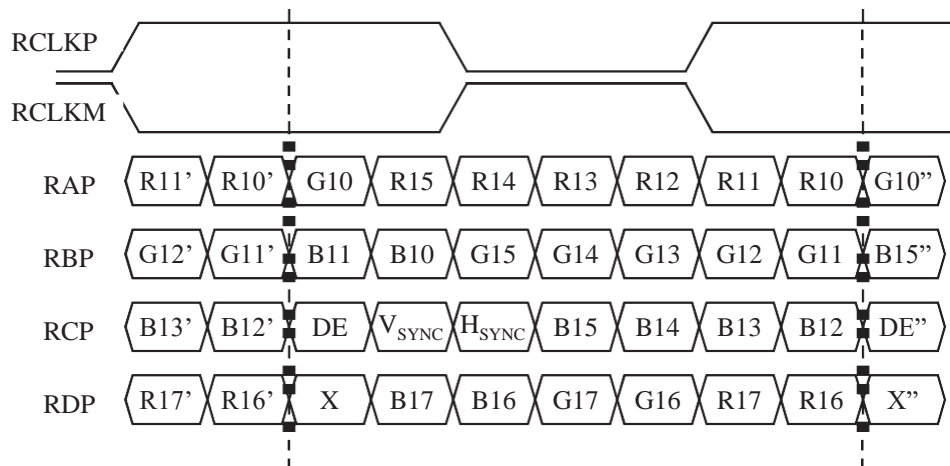 RCLKP
RCLKM
RAP R11’ R10’ G10 R15 R14 R13 R12 R11 R10 G10”
RBP G12’ G11’ B11 B10 G15 G14 G13 G12 G11 B15”
RCP B13’ B12’ DE VSYNC HSYNC B15 B14 B13 B12 DE”
RDP R17’ R16’ X B17 B16 G17 G16 R17 R16 X”